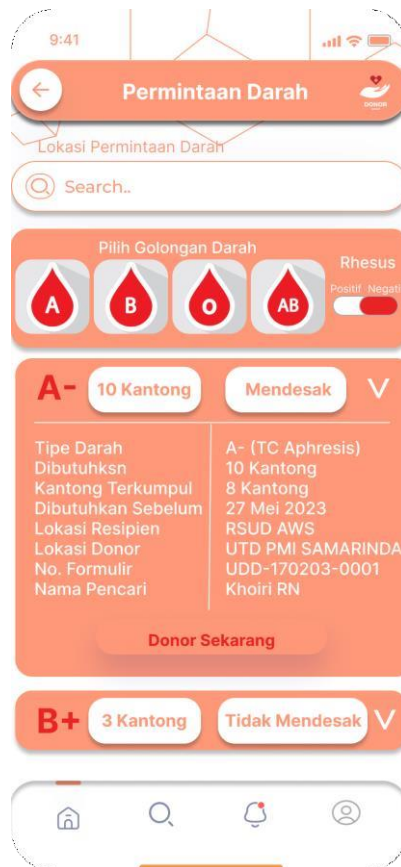 9:41
Permintaan Darah
DONOR
Lokasi Permintaan Darah
Search..
Pilih Golongan Darah
Rhesus
A
B
O
AB
Positif Negati
A- 10 Kantong Mendesak V
Tipe Darah A- (TC Aphresis)
Dibutuhksn 10 Kantong
Kantong Terkumpul 8 Kantong
Dibutuhkan Sebelum 27 Mei 2023
Lokasi Resipien RSUD AWS
Lokasi Donor UTD PMI SAMARINDA
No. Formulir UDD-170203-0001
Nama Pencari Khoiri RN
Donor Sekarang
B+ 3 Kantong Tidak Mendesak V